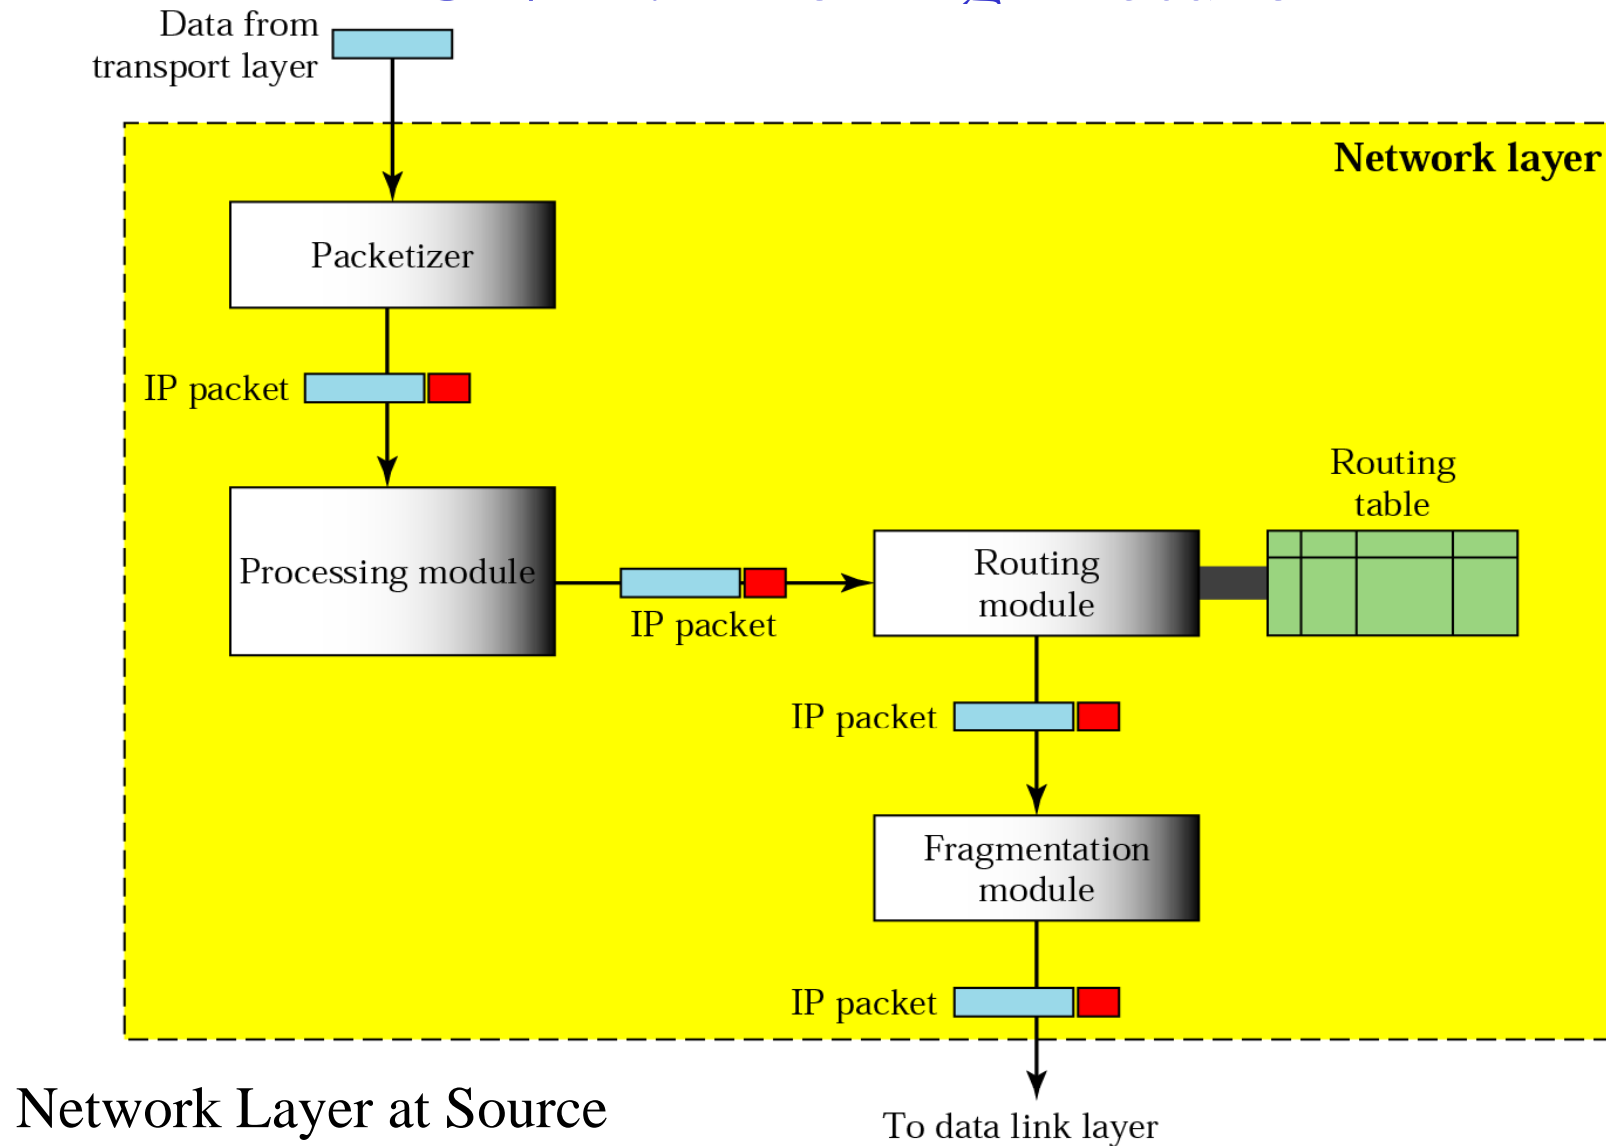 Data from
transport layer
Network layer
Packetizer
IP packet
Routing
table
Processing module
Routing
module
IP packet
IP packet
Fragmentation
module
IP packet
Network Layer at Source
To data link layer